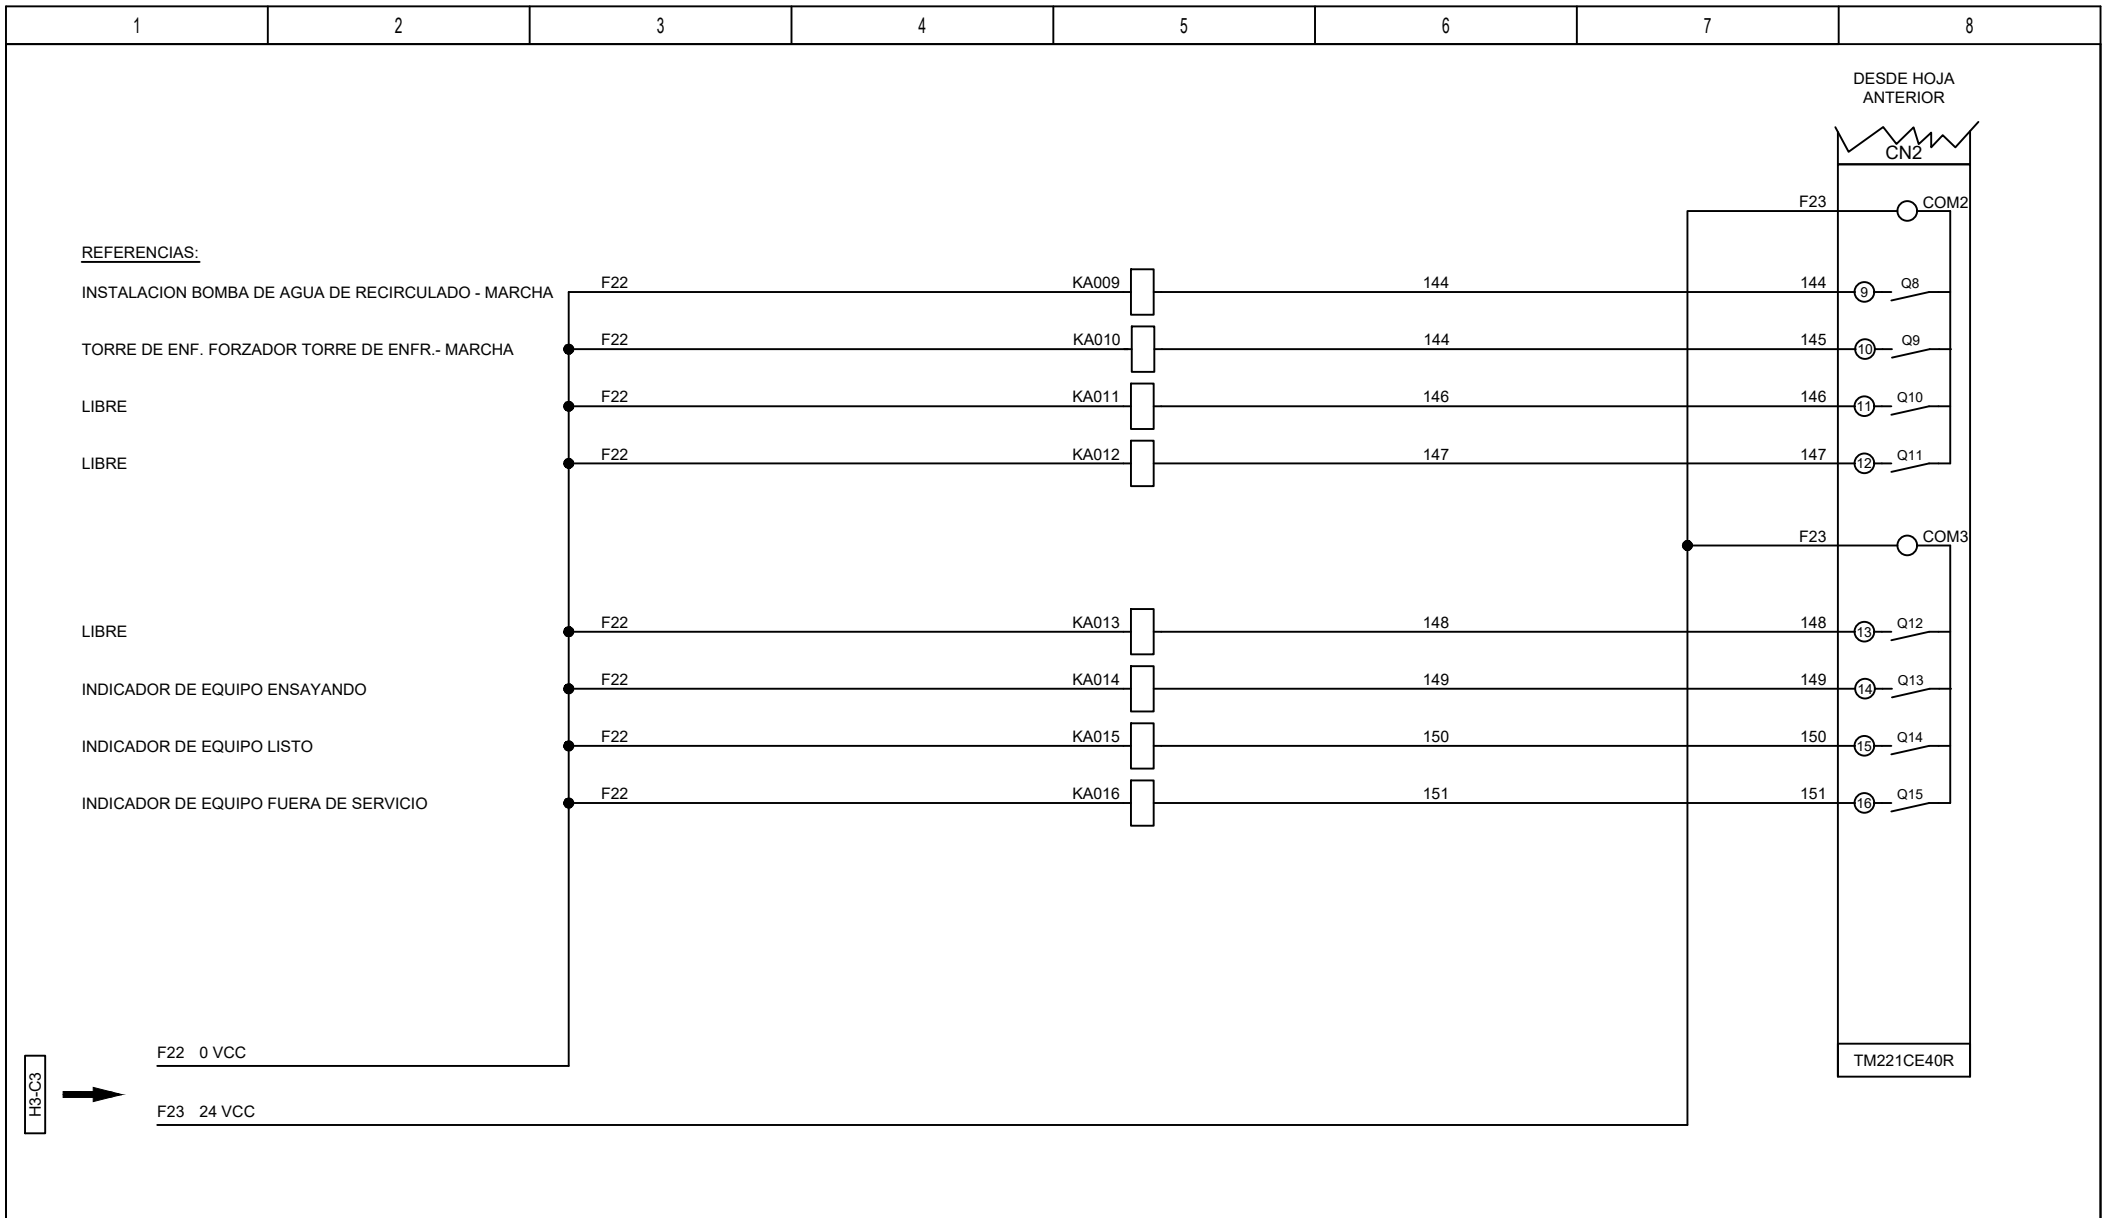 1 2 3 4 5 6 7 8
DESDE HOJA
ANTERIOR
CN2
F23 COM2
REFERENCIAS:
INSTALACION BOMBA DE AGUA DE RECIRCULADO - MARCHA F22 KA009 144 144 9 Q8
TORRE DE ENF. FORZADOR TORRE DE ENFR.- MARCHA F22 KA010 144 145 10 Q9
LIBRE F22 KA011 146 146 11 Q10
LIBRE F22 KA012 147 147 12 Q11
F23 COM3
LIBRE F22 KA013 148 148 13 Q12
INDICADOR DE EQUIPO ENSAYANDO F22 KA014 149 149 14 Q13
INDICADOR DE EQUIPO LISTO F22 KA015 150 150 15 Q14
INDICADOR DE EQUIPO FUERA DE SERVICIO F22 KA016 151 151 16 Q15
F22 0 VCC
TM221CE40R
H3-C3
F23 24 VCC